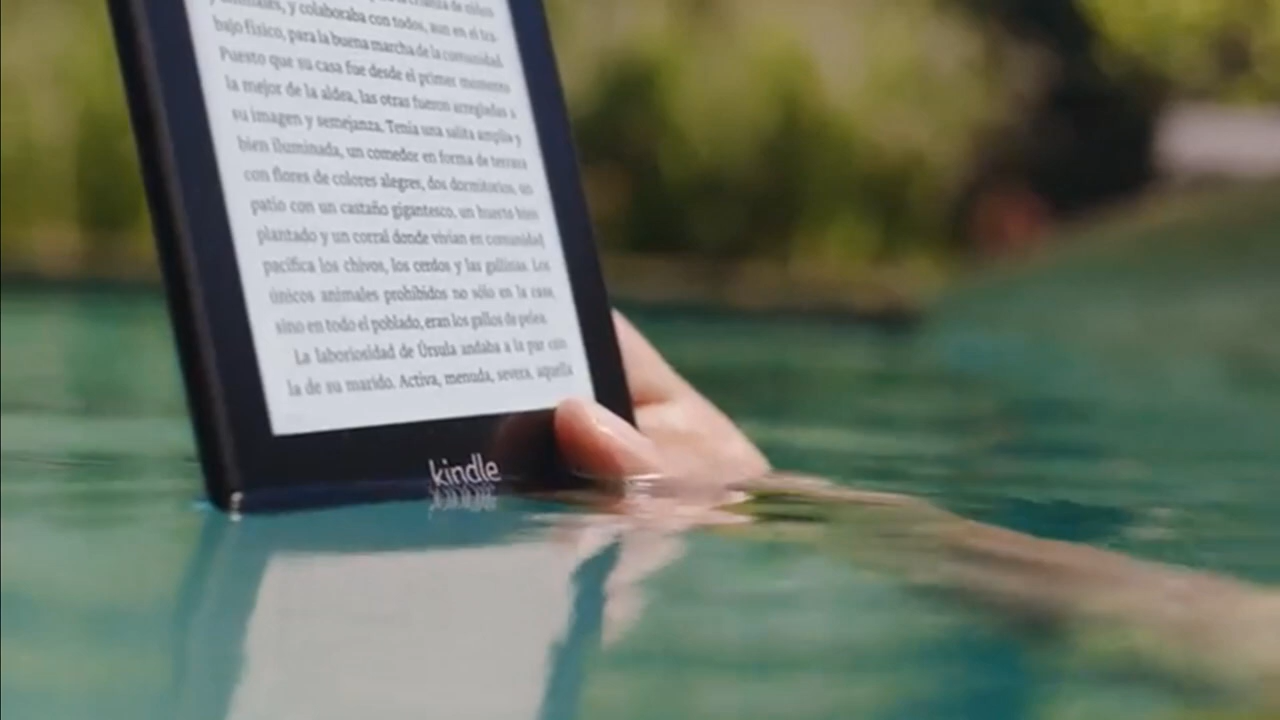 y animales, y colaboraba con todos, aun en el tra-
bajo físico, para la buena marcha de la comunidad.
Puesto que su casa fue desde el primer momento
la mejor de la aldea, las otras fueron arregladas a
su imagen y semejanza. Tenía una salita amplia y
bien iluminada, un comedor en forma de terraza
con flores de colores alegres, dos dormitorios, un
patio con un castaño gigantesco, un huerto bien
plantado y un corral donde vivían en comunidad
pacífica los chivos, los cerdos y las gallinas. Los
únicos animales prohibidos no sólo en la casa,
sino en todo el poblado, eran los gallos de pelea.
La laboriosidad de Úrsula andaba a la par con
la de su marido. Activa, menuda, severa, aquella
kindle